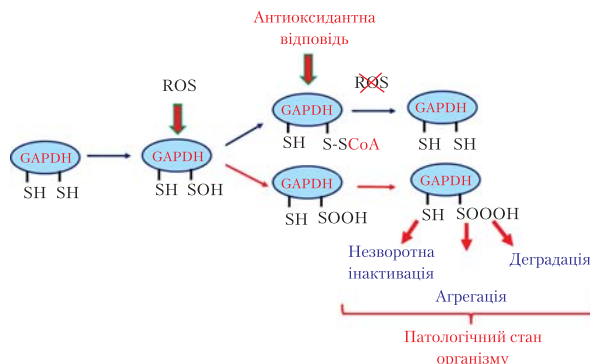 Антиоксидантна
відповідь
ROS
ROS
GAPDH
GAPDH
SH
S-SCoA
SH
SH
GAPDH
GAPDH
SH
SH
SH
SOH
GAPDH
GAPDH
SH
SOOH
SH
SOOOH
Незворотна
інактивація
Деградація
Агрегація
Патологічний стан
організму